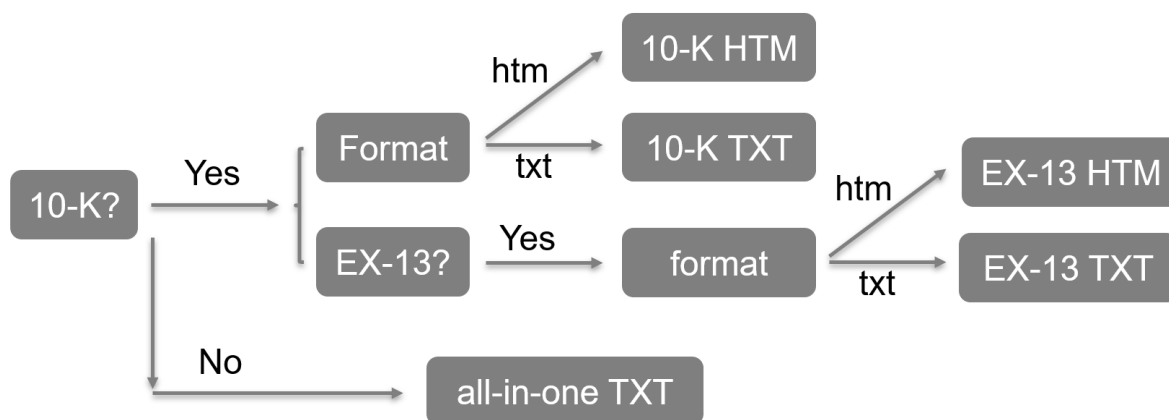 10-K HTM
htm
Format
10-K TXT
txt
Yes
10-K?
EX-13 HTM
htm
EX-13?
Yes
format
EX-13 TXT
txt
No
all-in-one TXT